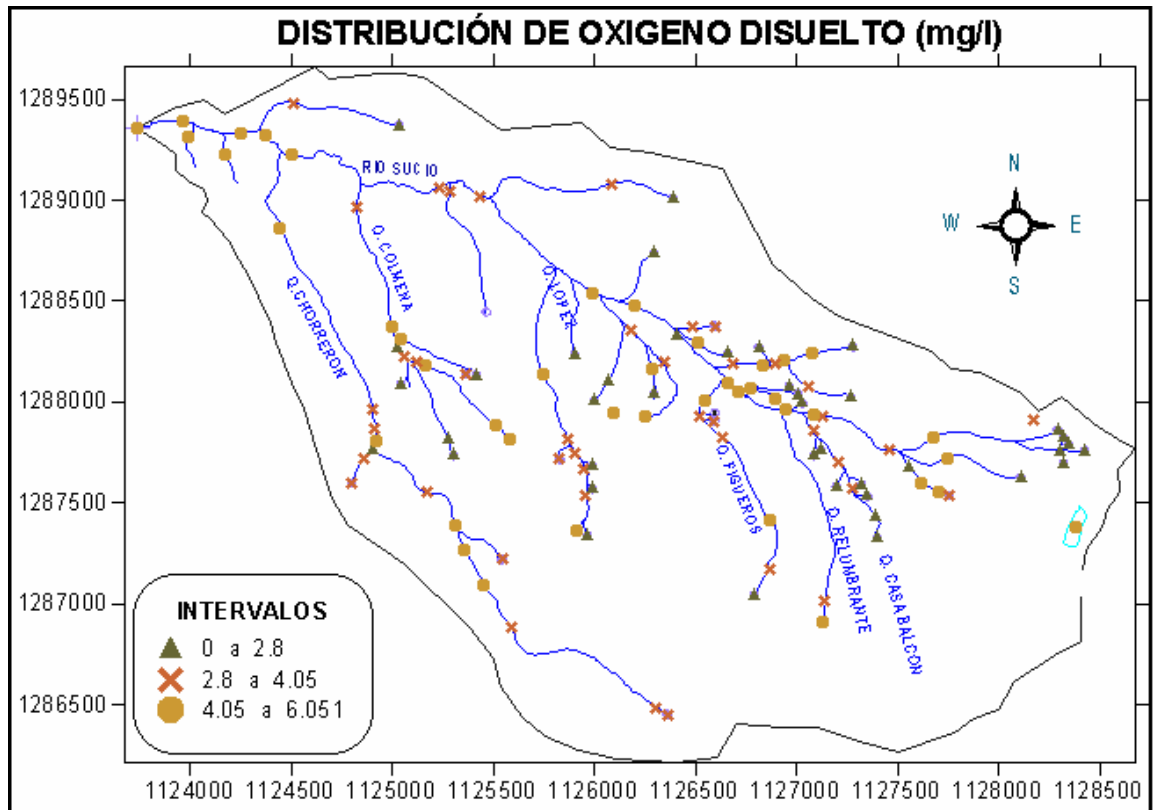 DISTRIBUCIÓN DE OXIGENO DISUELTO (mg/l)
1289500
1289000
1288500
1288000
1287500
1287000
1286500
RIO SUCIO
Q. COLMENA
Q.CHORRERON
Q. LOPEZ
Q. FIGUEROS
Q. RELUMBRANTE
Q. CASABALCON
N
W
E
S
INTERVALOS
0 a 2.8
2.8 a 4.05
4.05 a 6.051
1124000 1124500 1125000 1125500 1126000 1126500 1127000 1127500 1128000 1128500